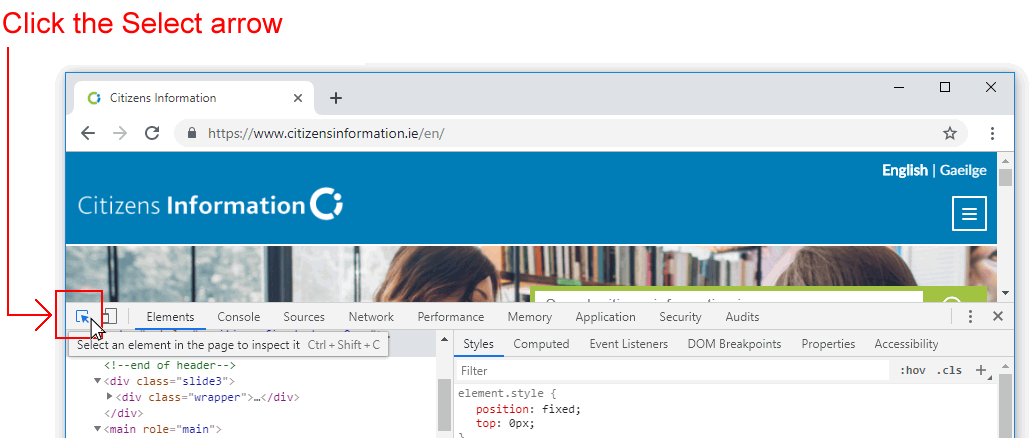 Click the Select arrow
Citizens Information
https://www.citizensinformation.ie/en/
English | Gaeilge
Citizens Information
Elements Console Sources Network Performance Memory Application Security Audits
Select an element in the page to inspect it Ctrl + Shift + C
<!--end of header-->
<div class="slide3">
<div class="wrapper">…</div>
</div>
<main role="main">
Styles Computed Event Listeners DOM Breakpoints Properties Accessibility
Filter :hov .cls +
element.style {
position: fixed;
top: 0px;
}